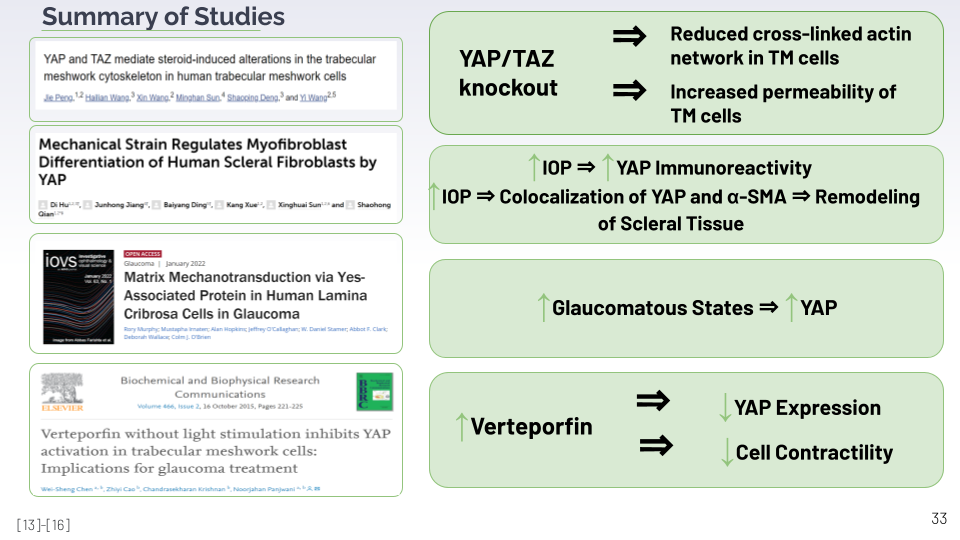 Summary of Studies
YAP and TAZ mediate steroid-induced alterations in the trabecular
meshwork cytoskeleton in human trabecular meshwork cells
Jie Peng,1,2 Hailian Wang,3 Xin Wang,2 Minghan Sun,4 Shaoping Deng,3 and Yi Wang2,5
YAP/TAZ
knockout
⇒ Reduced cross-linked actin
network in TM cells
⇒ Increased permeability of
TM cells
Mechanical Strain Regulates Myofibroblast
Differentiation of Human Scleral Fibroblasts by
YAP
Di Hu, Junhong Jiang, Baiyang Ding, Kang Xue, Xinghuai Sun and Shaohong
Qian
↑IOP ⇒ ↑YAP Immunoreactivity
↑IOP ⇒ Colocalization of YAP and α-SMA ⇒ Remodeling
of Scleral Tissue
iovs
investigative
ophthalmology &
visual science
January 2022
OPEN ACCESS
Glaucoma | January 2022
Matrix Mechanotransduction via Yes-
Associated Protein in Human Lamina
Cribrosa Cells in Glaucoma
Rory Murphy; Mustapha Irnaten; Alan Hopkins; Jeffrey O'Callaghan; W. Daniel Stamer; Abbot F. Clark;
Deborah Wallace; Colm J. O'Brien
↑Glaucomatous States ⇒ ↑YAP
ELSEVIER
Biochemical and Biophysical Research
Communications
Volume 466, Issue 2, 16 October 2015, Pages 221-225
BBRC
Verteporfin without light stimulation inhibits YAP
activation in trabecular meshwork cells:
Implications for glaucoma treatment
Wei-Sheng Chen a, b, Zhiyi Cao b, Chandrasekharan Krishnan b, Noorjahan Panjwani a, b
↑Verteporfin
⇒ ↓YAP Expression
⇒ ↓Cell Contractility
[13]-[16]
33